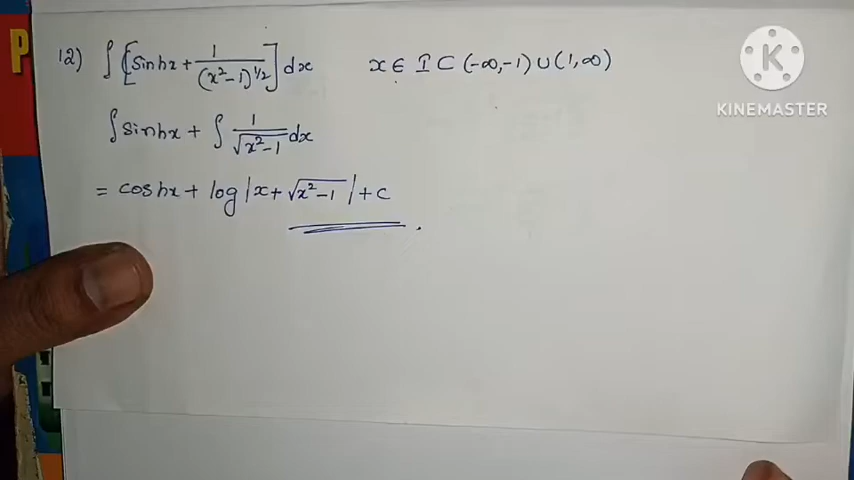 P
12) ∫ [sinhx + 1/(x²-1)^½] dx x ∈ I ⊂ (-∞,-1) ∪ (1,∞)
∫ sinhx + ∫ 1/√(x²-1) dx
= coshx + log |x + √(x²-1)| + c
K
KINEMASTER